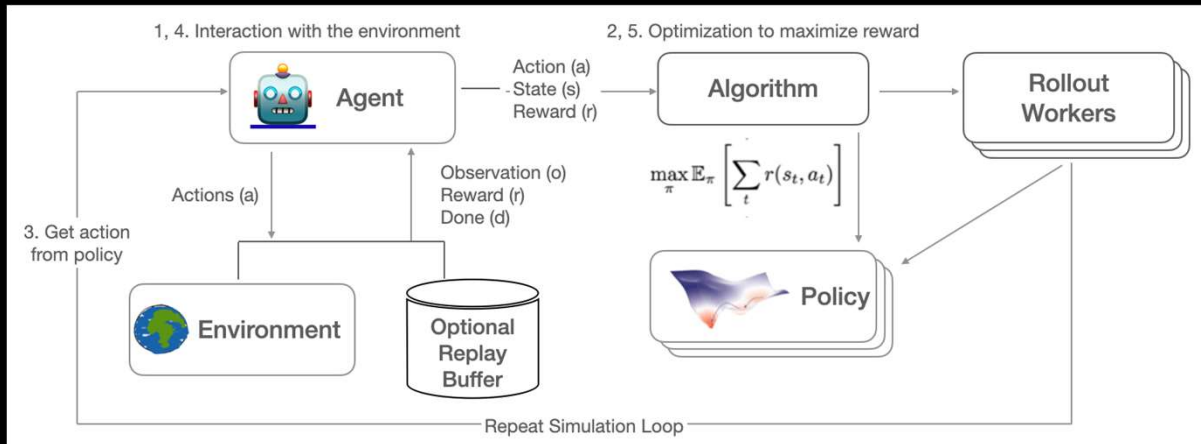 1, 4. Interaction with the environment
2, 5. Optimization to maximize reward
Agent
Action (a)
State (s)
Reward (r)
Algorithm
Rollout
Workers
Actions (a)
Observation (o)
Reward (r)
Done (d)
max_π 𝔼_π [∑_t r(s_t, a_t)]
3. Get action
from policy
Environment
Optional
Replay
Buffer
Policy
Repeat Simulation Loop